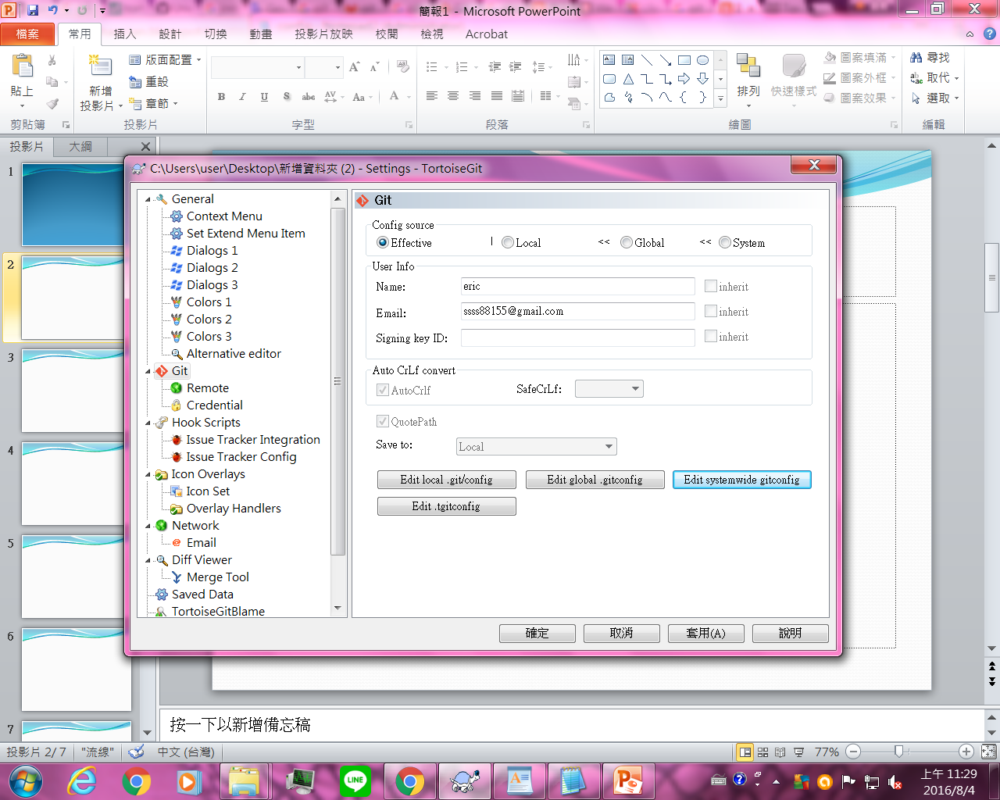 簡報1 - Microsoft PowerPoint
檔案 常用 插入 設計 切換 動畫 投影片放映 校閱 檢視 Acrobat
貼上
新增
投影片
版面配置
重設
章節
B I U S abc AV Aa A
排列
快速樣式
圖案填滿
圖案外框
圖案效果
尋找
取代
選取
剪貼簿 投影片 字型 段落 繪圖 編輯
投影片 大綱
1
2
3
4
5
6
7
C:\Users\user\Desktop\新增資料夾 (2) - Settings - TortoiseGit
General
Context Menu
Set Extend Menu Item
Dialogs 1
Dialogs 2
Dialogs 3
Colors 1
Colors 2
Colors 3
Alternative editor
Git
Remote
Credential
Hook Scripts
Issue Tracker Integration
Issue Tracker Config
Icon Overlays
Icon Set
Overlay Handlers
Network
Email
Diff Viewer
Merge Tool
Saved Data
TortoiseGitBlame
Git
Config source
Effective | Local << Global << System
User Info
Name: eric inherit
Email: ssss88155@gmail.com inherit
Signing key ID: inherit
Auto CrLf convert
AutoCrlf SafeCrLf:
QuotePath
Save to: Local
Edit local .git/config Edit global .gitconfig Edit systemwide gitconfig
Edit .tgitconfig
確定 取消 套用(A) 說明
按一下以新增備忘稿
投影片 2/ 7 "流線" 中文 (台灣) 77%
LINE
上午 11:29
2016/8/4